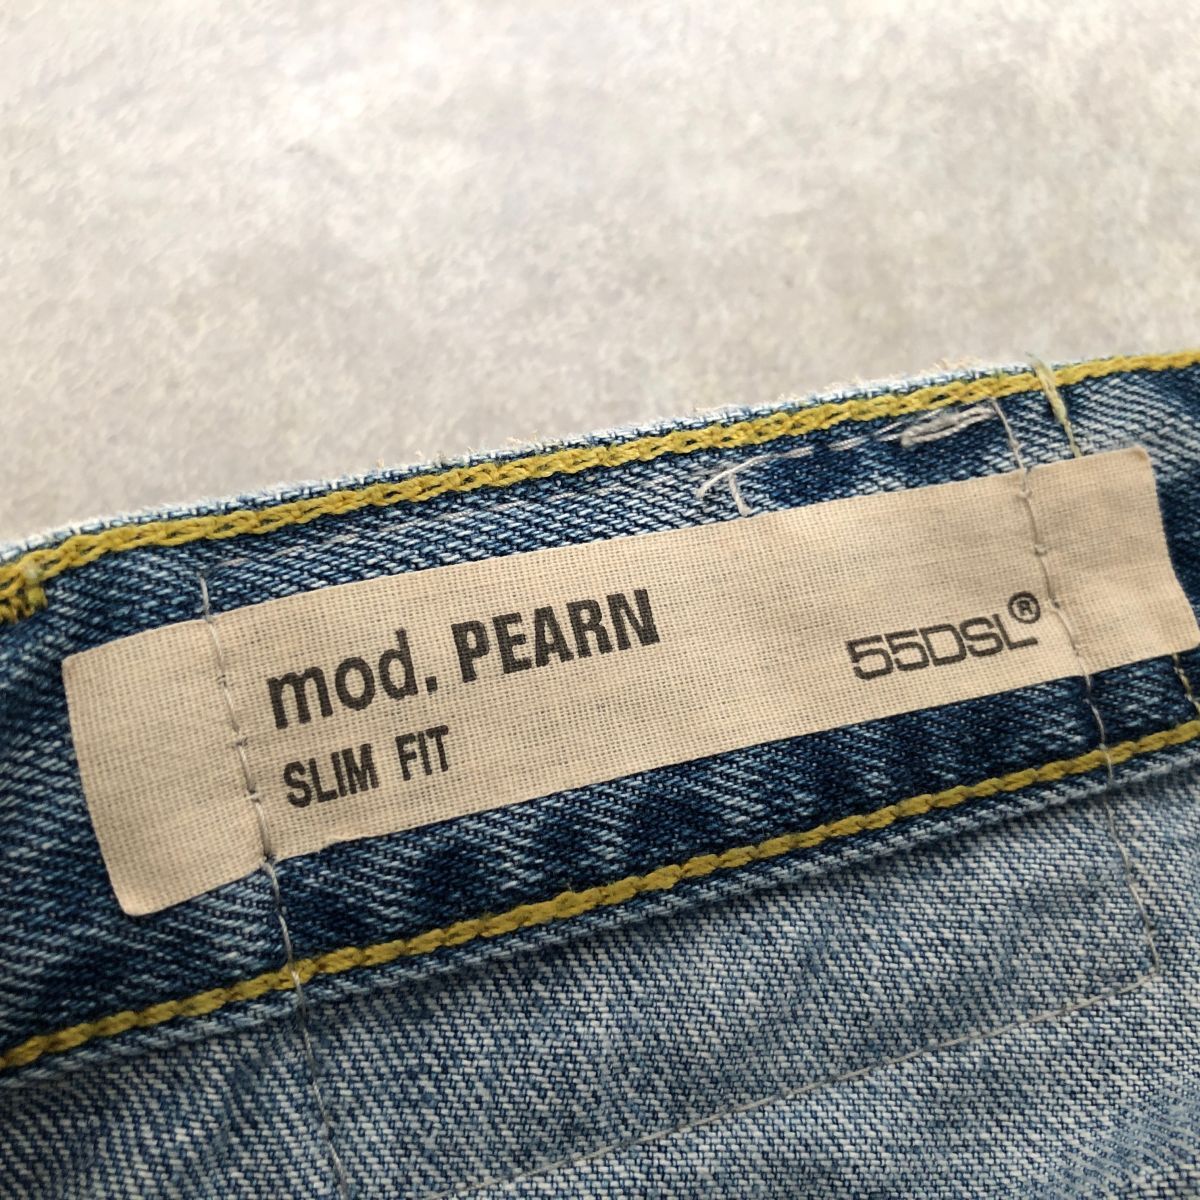 mod. PEARN
55DSL®
SLIM FIT